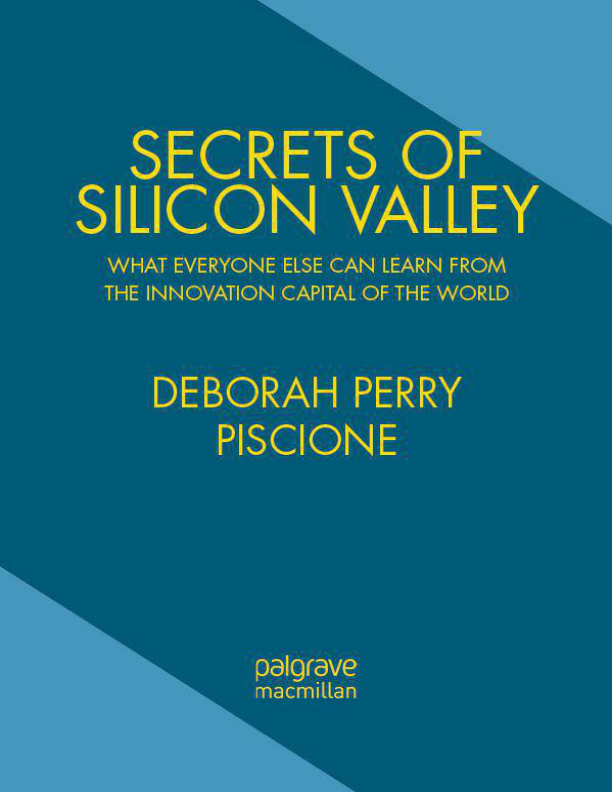 SECRETS OF
SILICON VALLEY
WHAT EVERYONE ELSE CAN LEARN FROM
THE INNOVATION CAPITAL OF THE WORLD
DEBORAH PERRY
PISCIONE
palgrave
macmillan